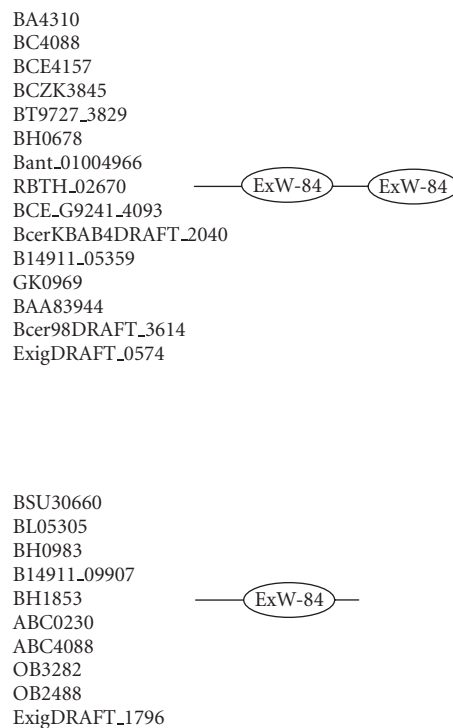 BA4310
BC4088
BCE4157
BCZK3845
BT9727_3829
BH0678
Bant_01004966
RBTH_02670 ExW-84 ExW-84
BCE_G9241_4093
BcerKBAB4DRAFT_2040
B14911_05359
GK0969
BAA83944
Bcer98DRAFT_3614
ExigDRAFT_0574
BSU30660
BL05305
BH0983
B14911_09907
BH1853 ExW-84
ABC0230
ABC4088
OB3282
OB2488
ExigDRAFT_1796